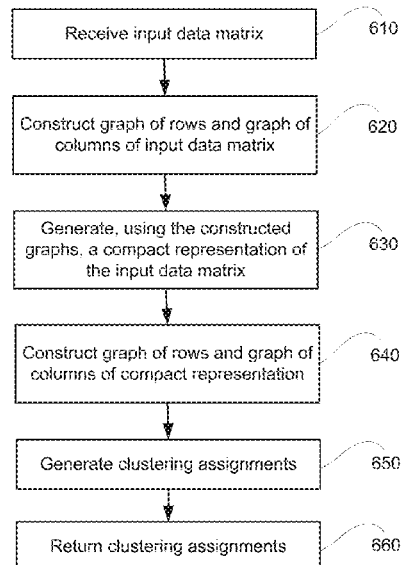 Receive input data matrix
610
Construct graph of rows and graph of
columns of input data matrix
620
Generate, using the constructed
graphs, a compact representation of
the input data matrix
630
Construct graph of rows and graph of
columns of compact representation
640
Generate clustering assignments
650
Return clustering assignments
660